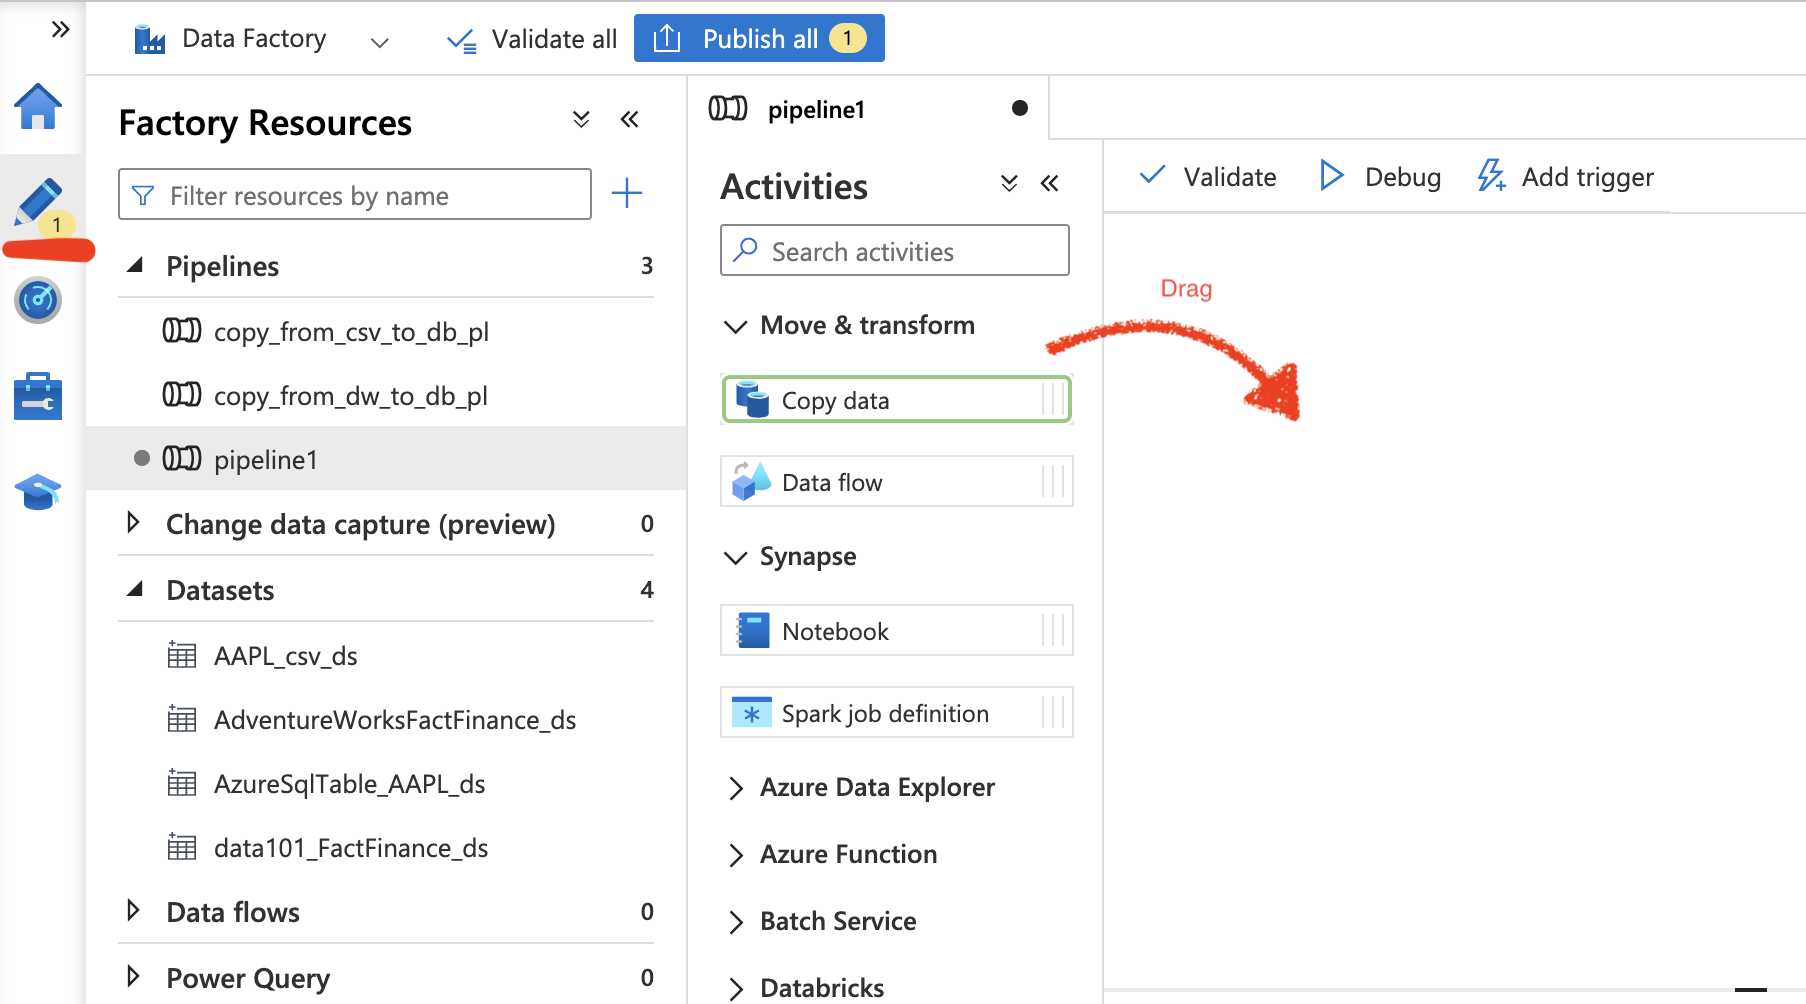 Data Factory
Validate all
Publish all 1
Factory Resources
Filter resources by name
1
Pipelines 3
copy_from_csv_to_db_pl
copy_from_dw_to_db_pl
pipeline1
Change data capture (preview) 0
Datasets 4
AAPL_csv_ds
AdventureWorksFactFinance_ds
AzureSqlTable_AAPL_ds
data101_FactFinance_ds
Data flows 0
Power Query 0
pipeline1
Activities
Search activities
Move & transform
Copy data
Data flow
Synapse
Notebook
Spark job definition
Azure Data Explorer
Azure Function
Batch Service
Databricks
Validate
Debug
Add trigger
Drag